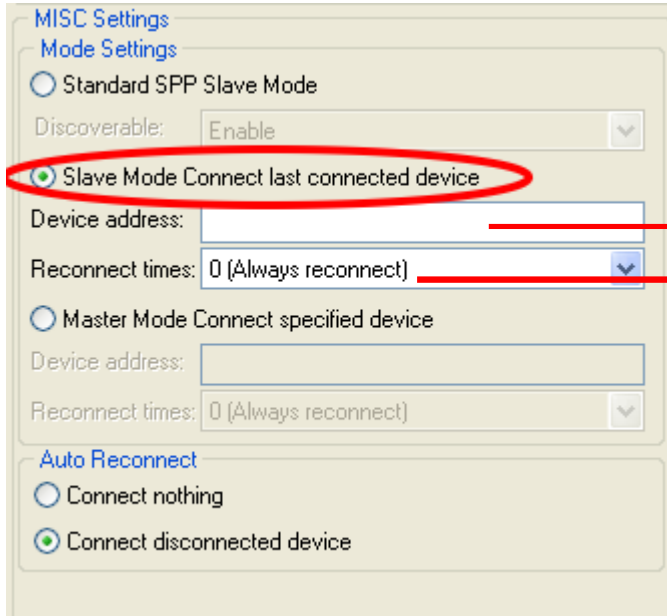 MISC Settings
Mode Settings
Standard SPP Slave Mode
Discoverable: Enable
Slave Mode Connect last connected device
Device address:
Reconnect times: 0 (Always reconnect)
Master Mode Connect specified device
Device address:
Reconnect times: 0 (Always reconnect)
Auto Reconnect
Connect nothing
Connect disconnected device